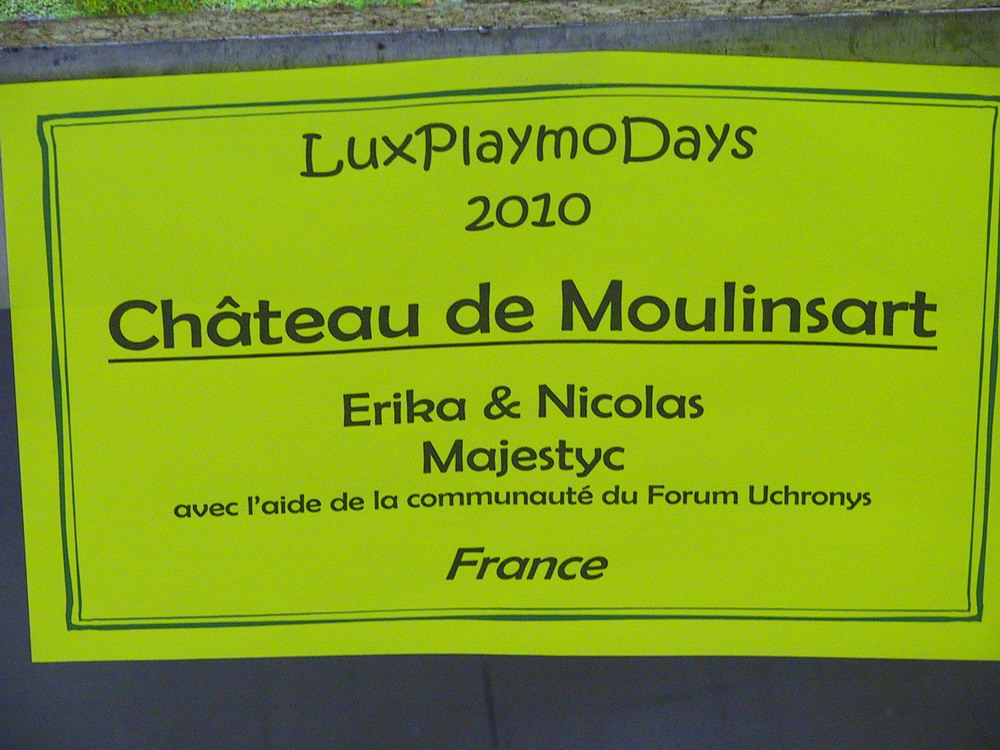 LuxPlaymoDays
2010
Château de Moulinsart
Erika & Nicolas
Majestyc
avec l'aide de la communauté du Forum Uchronys
France